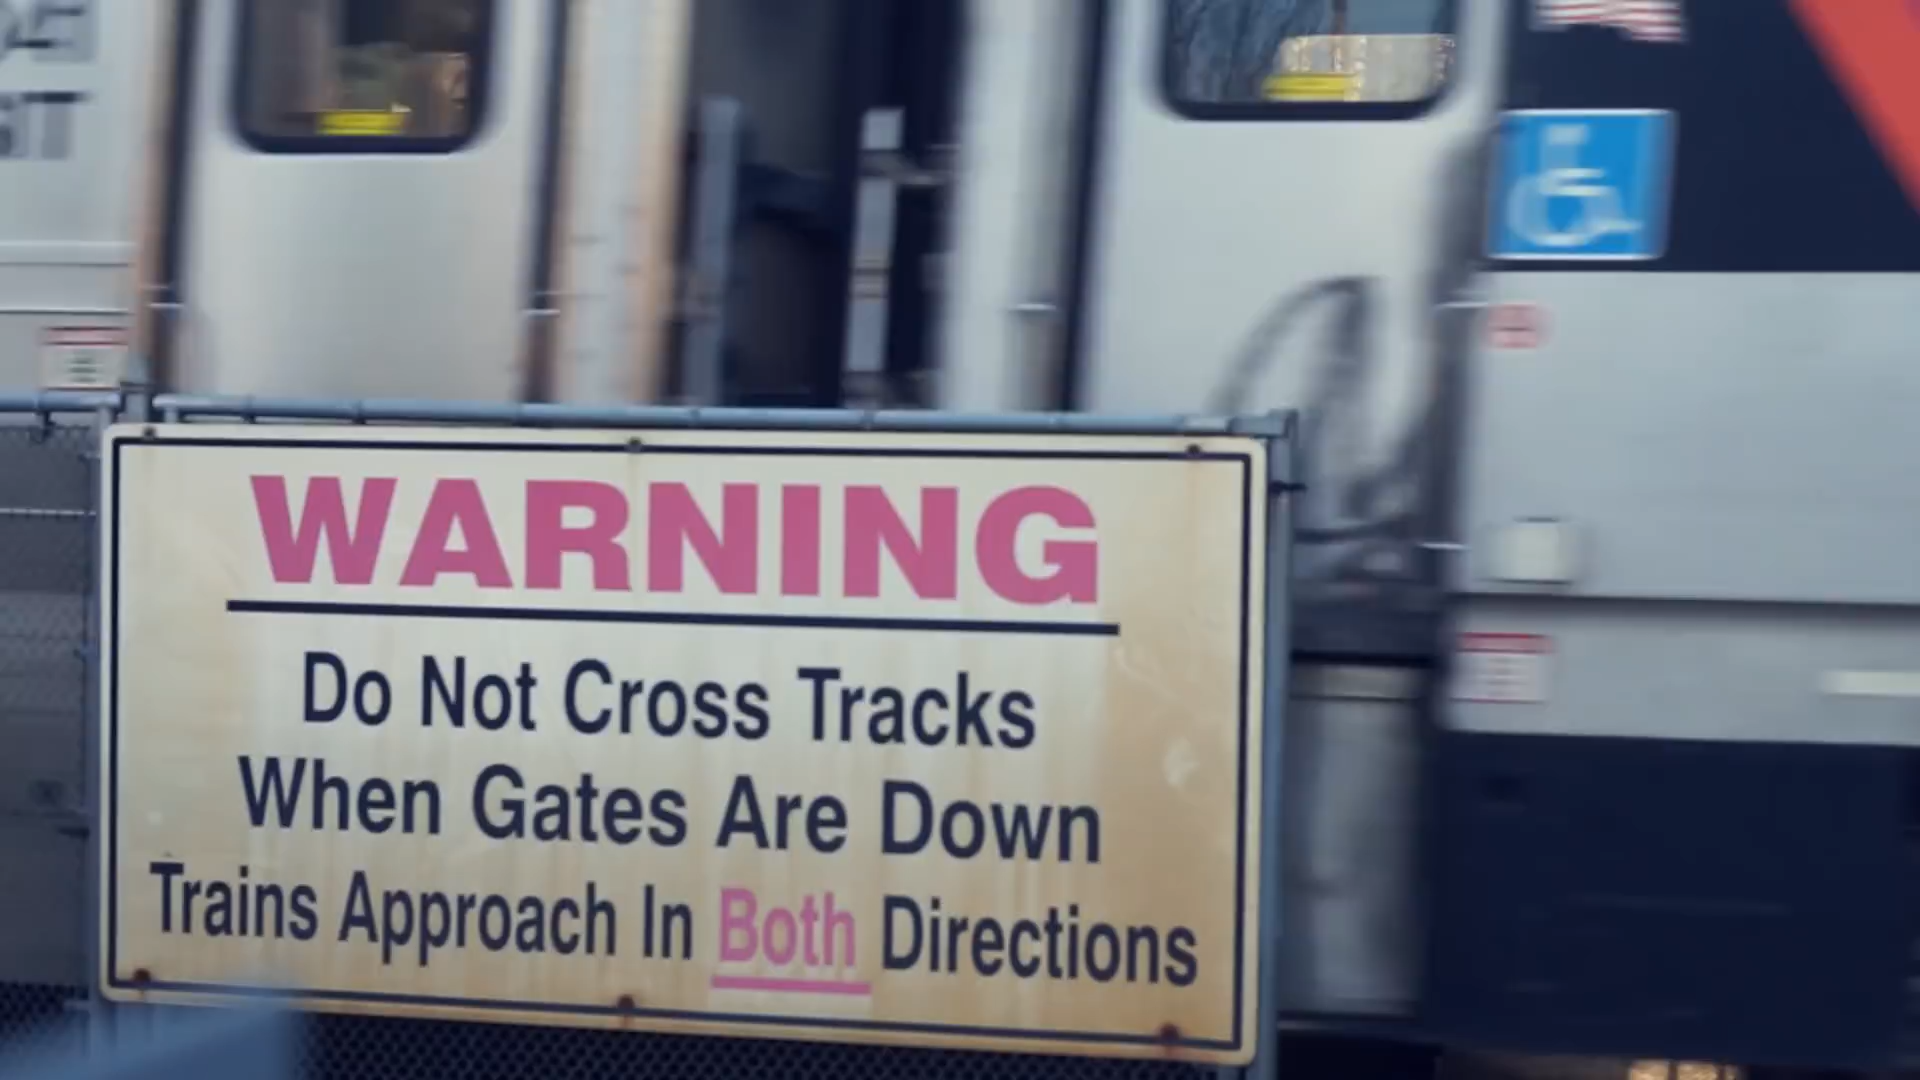 WARNING
Do Not Cross Tracks
When Gates Are Down
Trains Approach In Both Directions